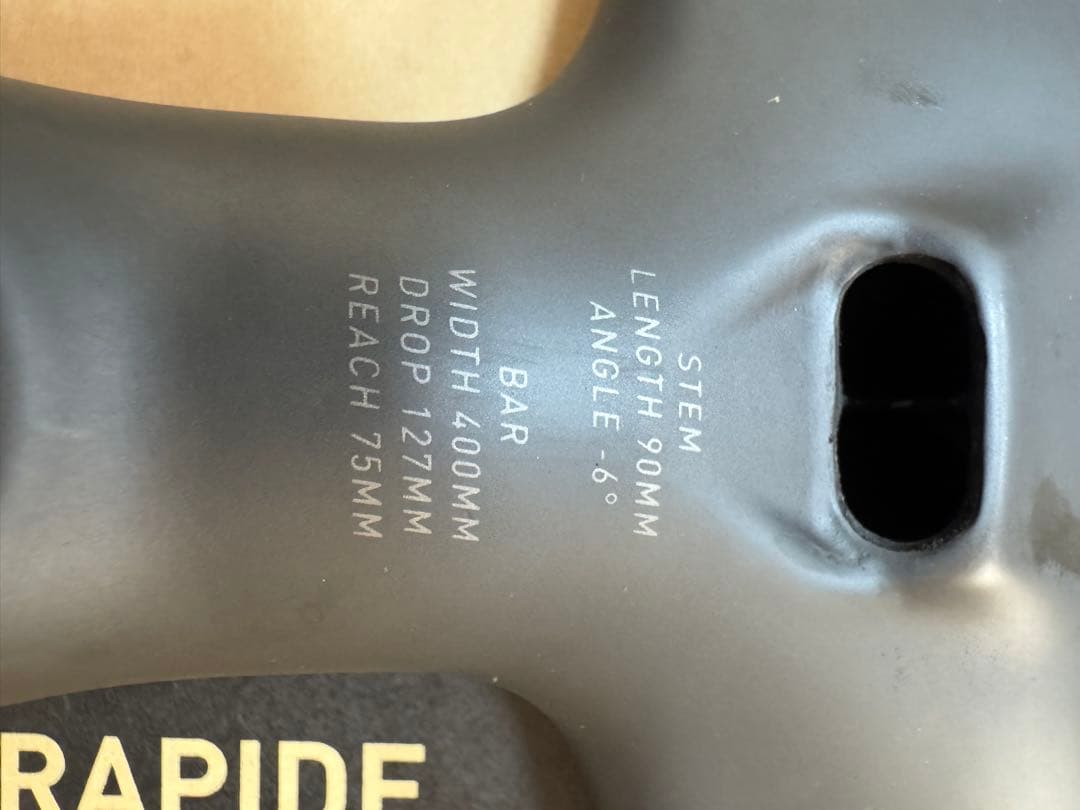 STEM
LENGTH 90MM
ANGLE -6°
BAR
WIDTH 400MM
DROP 127MM
REACH 75MM
RAPIDE